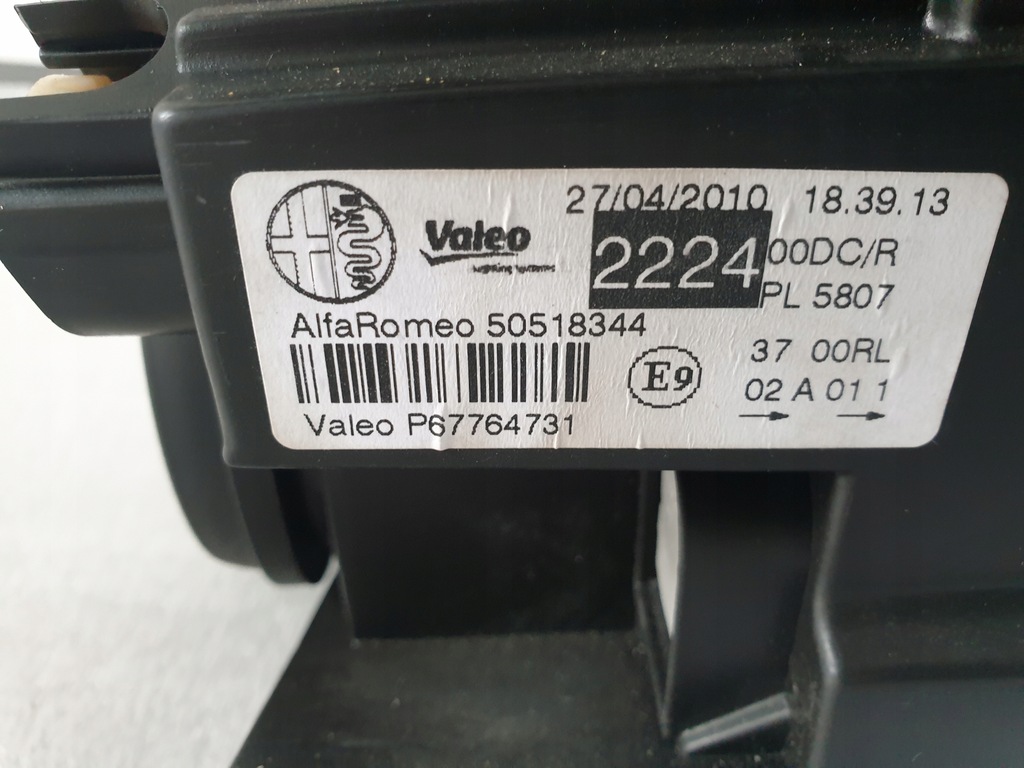 27/04/2010 18.39.13
Valeo
2224 00DC/R
PL 5807
AlfaRomeo 50518344
37 00RL
E9
02 A 01 1
Valeo P67764731